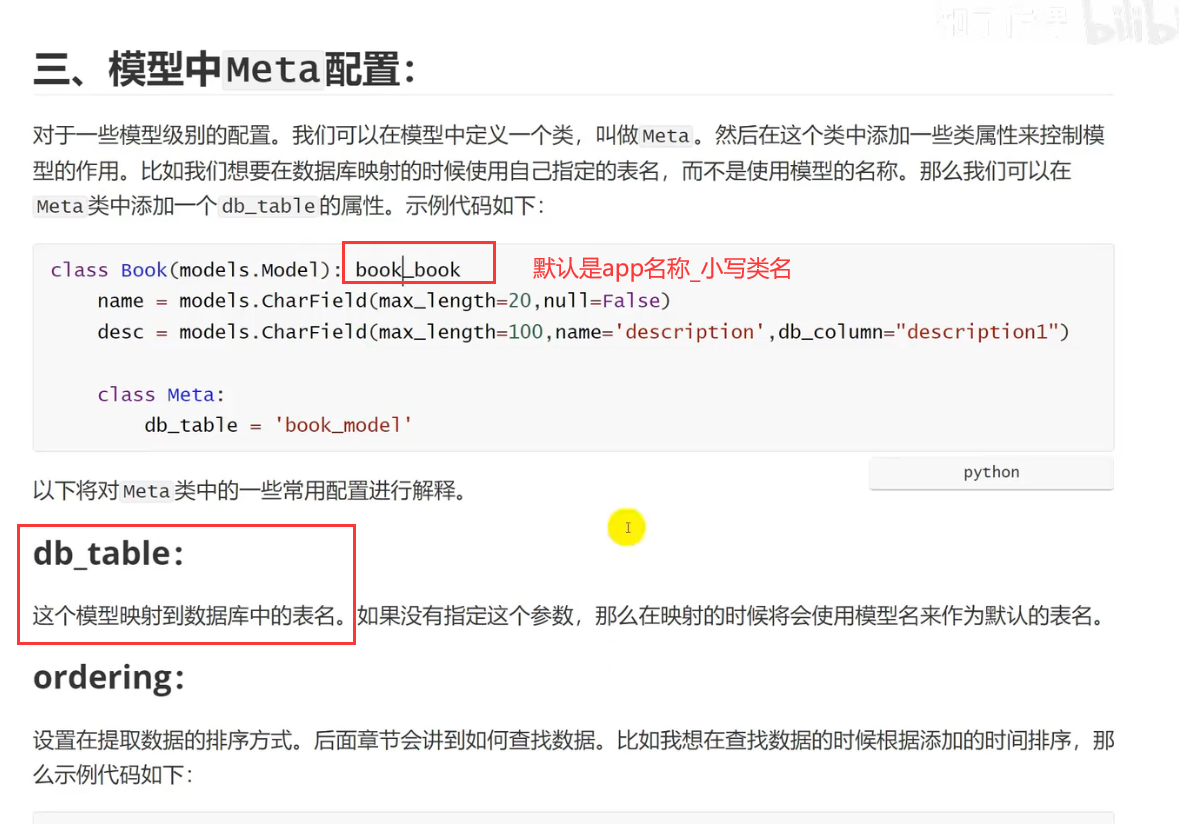 三、模型中Meta配置：
对于一些模型级别的配置。我们可以在模型中定义一个类，叫做Meta。然后在这个类中添加一些类属性来控制模
型的作用。比如我们想要在数据库映射的时候使用自己指定的表名，而不是使用模型的名称。那么我们可以在
Meta类中添加一个db_table的属性。示例代码如下：
class Book(models.Model): book_book 默认是app名称_小写类名
name = models.CharField(max_length=20,null=False)
desc = models.CharField(max_length=100,name='description',db_column="description1")
class Meta:
db_table = 'book_model'
python
以下将对Meta类中的一些常用配置进行解释。
db_table：
这个模型映射到数据库中的表名。如果没有指定这个参数，那么在映射的时候将会使用模型名来作为默认的表名。
ordering：
设置在提取数据的排序方式。后面章节会讲到如何查找数据。比如我想在查找数据的时候根据添加的时间排序，那
么示例代码如下：